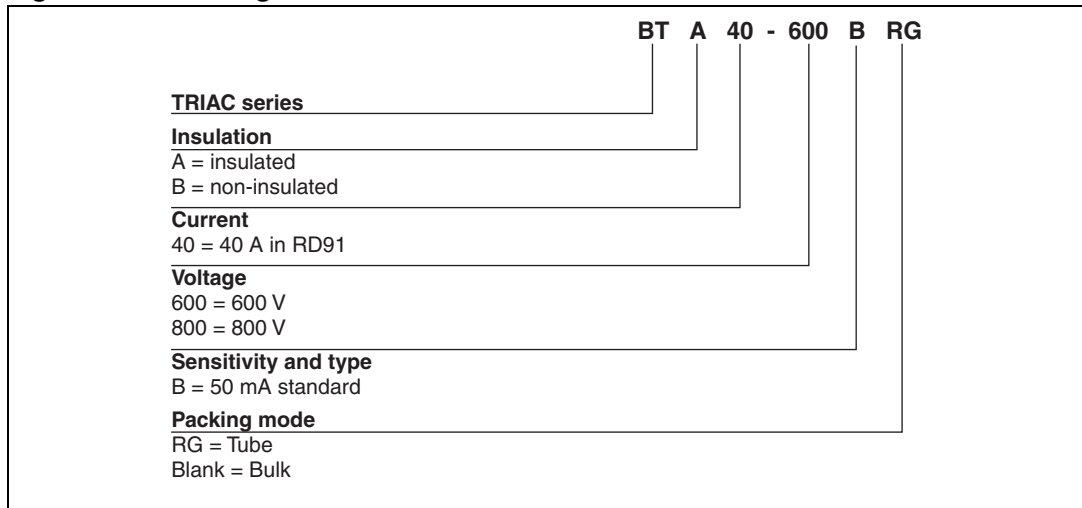 BT A 40 - 600 B RG
TRIAC series
Insulation
A = insulated
B = non-insulated
Current
40 = 40 A in RD91
Voltage
600 = 600 V
800 = 800 V
Sensitivity and type
B = 50 mA standard
Packing mode
RG = Tube
Blank = Bulk